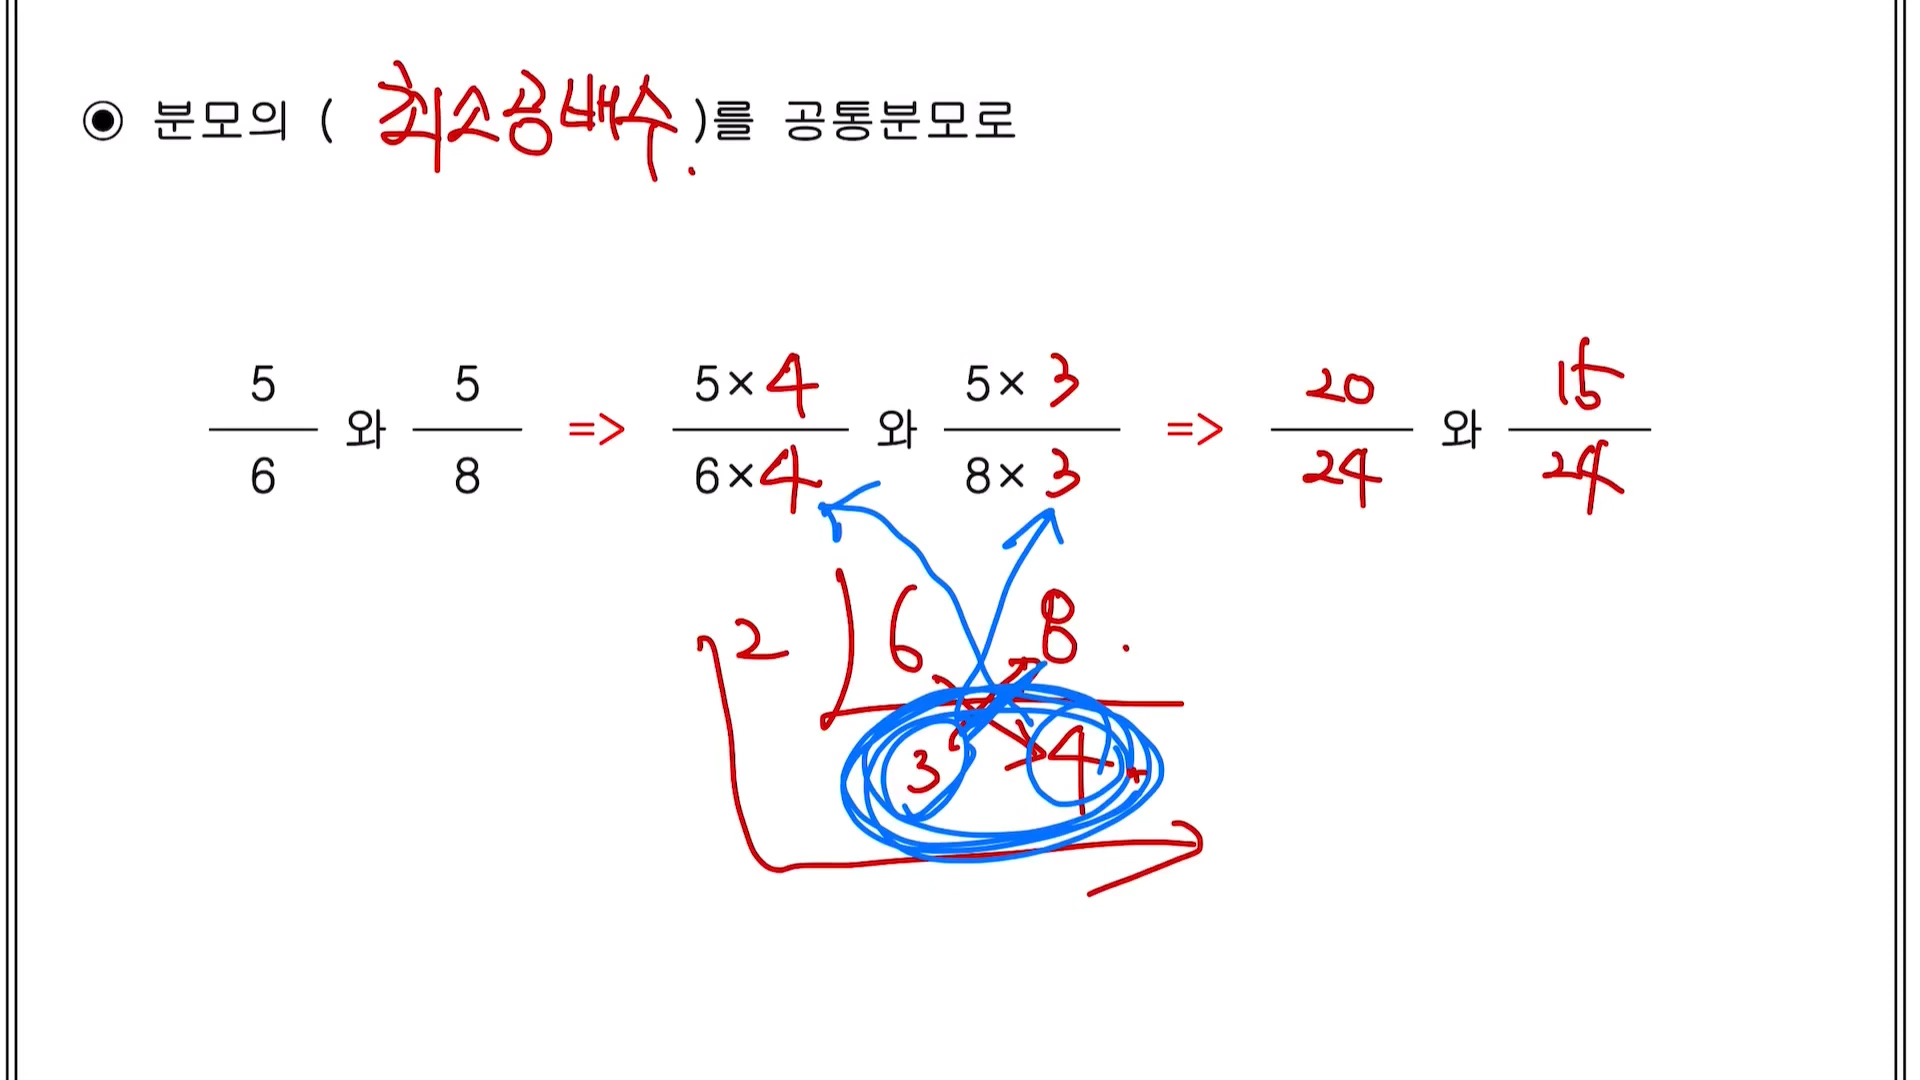 ◉ 분모의 ( 최소공배수. )를 공통분모로
5 5 5×4 5×3 20 15
와 => 와 => 와
6 8 6×4 8×3 24 24
2 ) 6 8 .
3 4